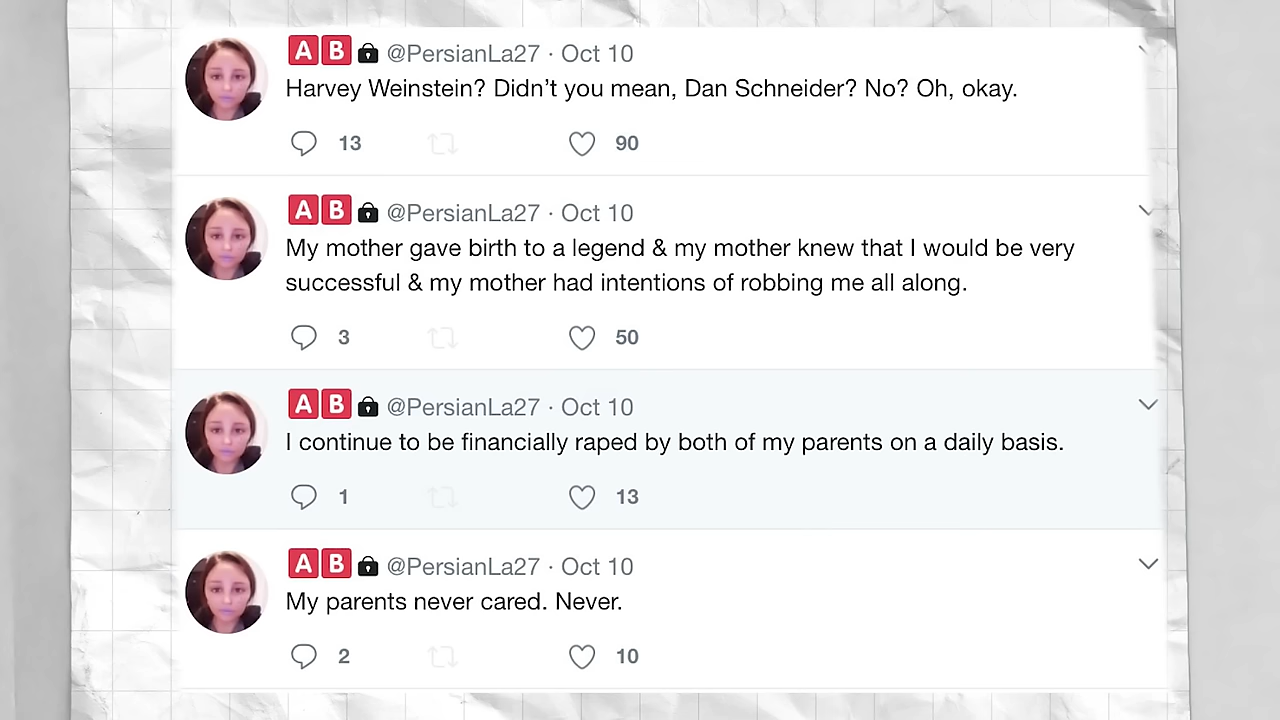 AB @PersianLa27 · Oct 10
Harvey Weinstein? Didn’t you mean, Dan Schneider? No? Oh, okay.
13 90
AB @PersianLa27 · Oct 10
My mother gave birth to a legend & my mother knew that I would be very
successful & my mother had intentions of robbing me all along.
3 50
AB @PersianLa27 · Oct 10
I continue to be financially raped by both of my parents on a daily basis.
1 13
AB @PersianLa27 · Oct 10
My parents never cared. Never.
2 10